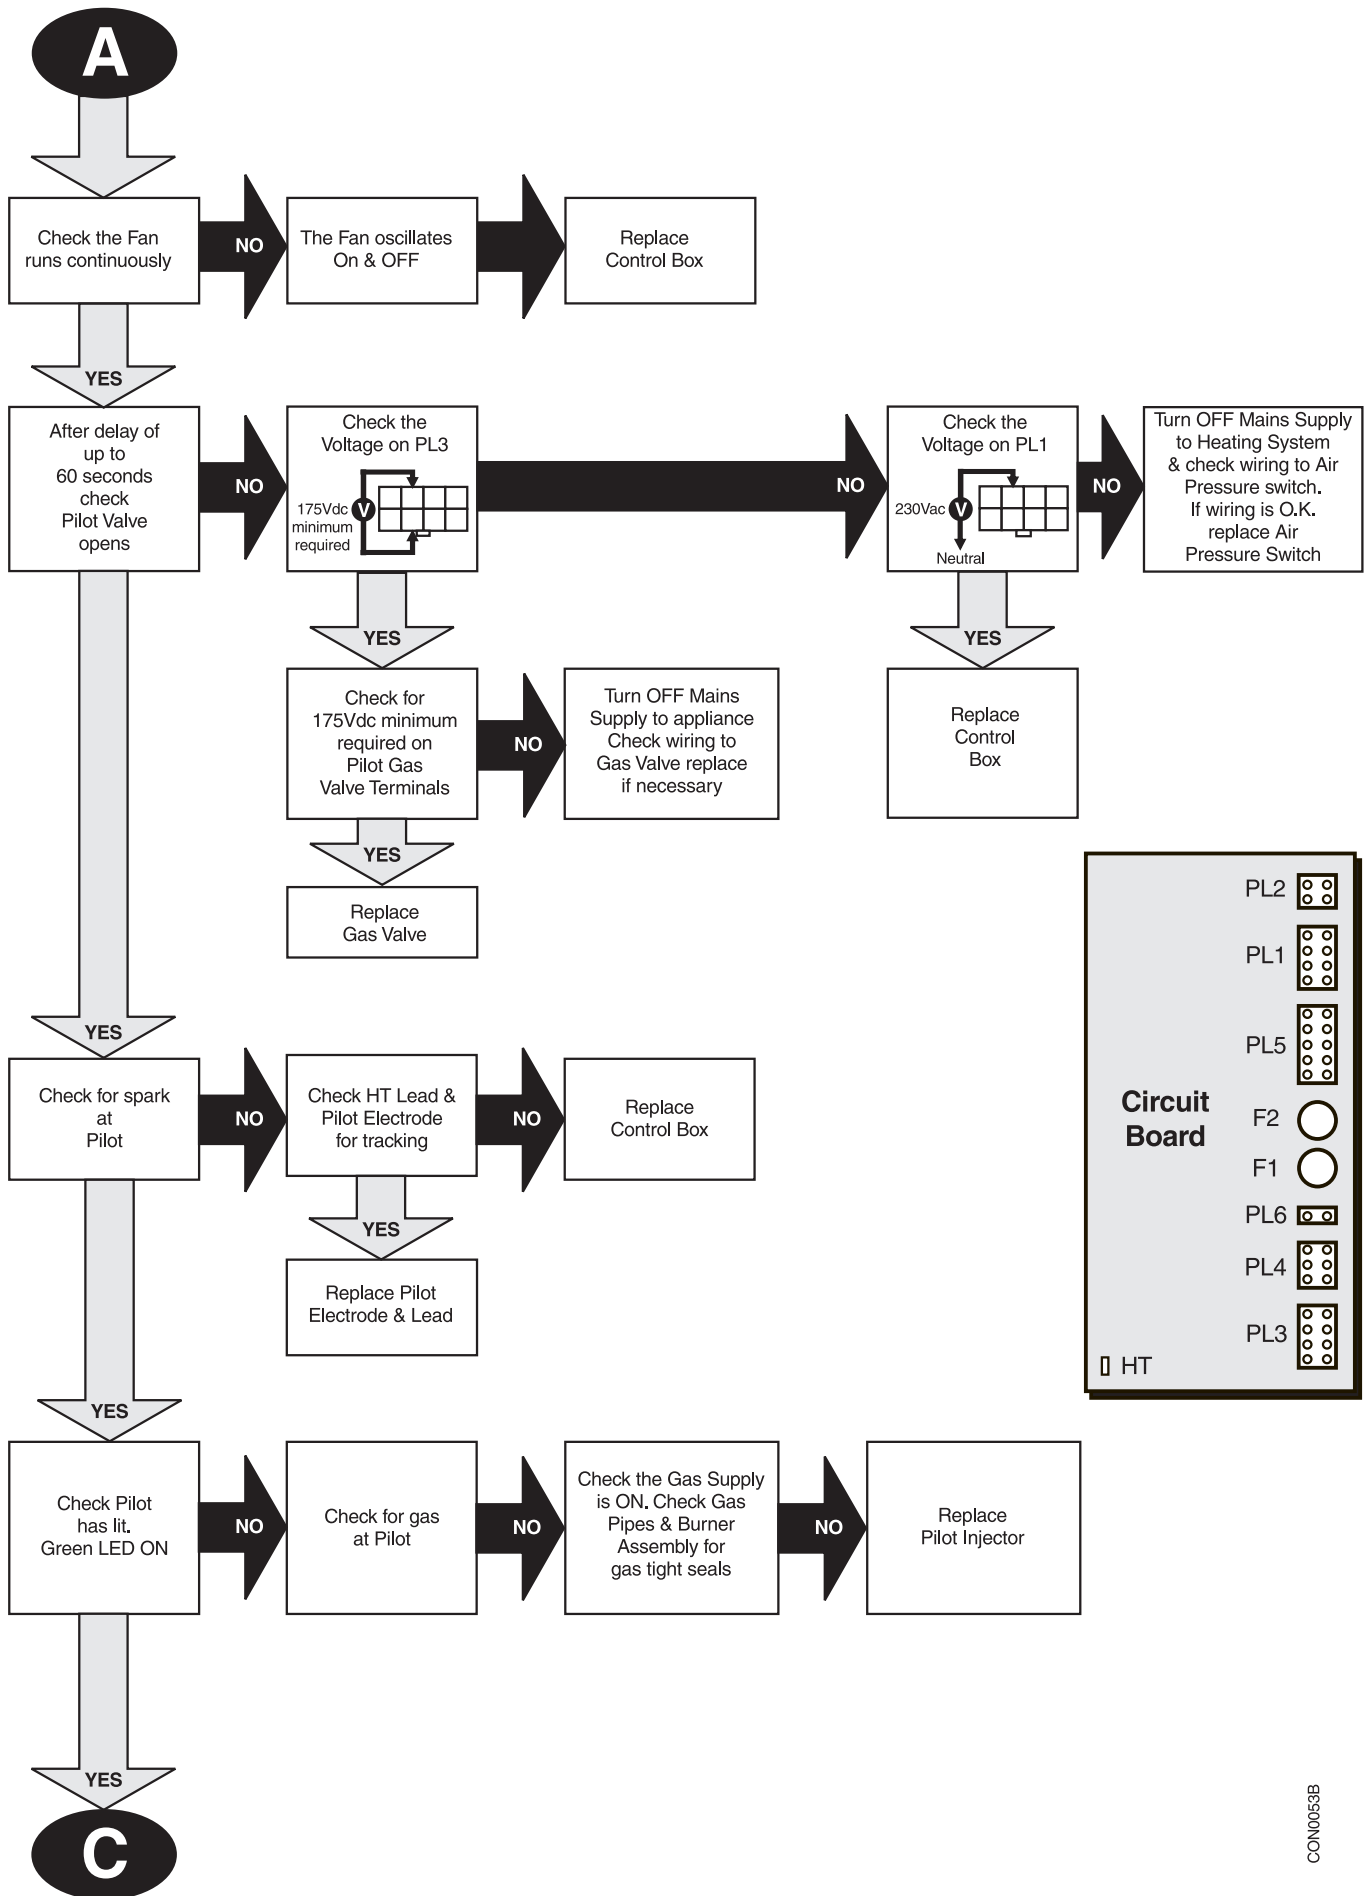 A
Check the Fan
runs continuously
NO
The Fan oscillates
On & OFF
Replace
Control Box
YES
After delay of
up to
60 seconds
check
Pilot Valve
opens
NO
Check the
Voltage on PL3
175Vdc
minimum
required
V
NO
Check the
Voltage on PL1
230Vac
V
Neutral
NO
Turn OFF Mains Supply
to Heating System
& check wiring to Air
Pressure switch.
If wiring is O.K.
replace Air
Pressure Switch
YES
YES
Check for
175Vdc minimum
required on
Pilot Gas
Valve Terminals
NO
Turn OFF Mains
Supply to appliance
Check wiring to
Gas Valve replace
if necessary
Replace
Control
Box
YES
Replace
Gas Valve
YES
Check for spark
at
Pilot
NO
Check HT Lead &
Pilot Electrode
for tracking
NO
Replace
Control Box
YES
Replace Pilot
Electrode & Lead
PL2
PL1
PL5
Circuit
Board
F2
F1
PL6
PL4
PL3
HT
YES
Check Pilot
has lit.
Green LED ON
NO
Check for gas
at Pilot
NO
Check the Gas Supply
is ON. Check Gas
Pipes & Burner
Assembly for
gas tight seals
NO
Replace
Pilot Injector
YES
C
CON0053B